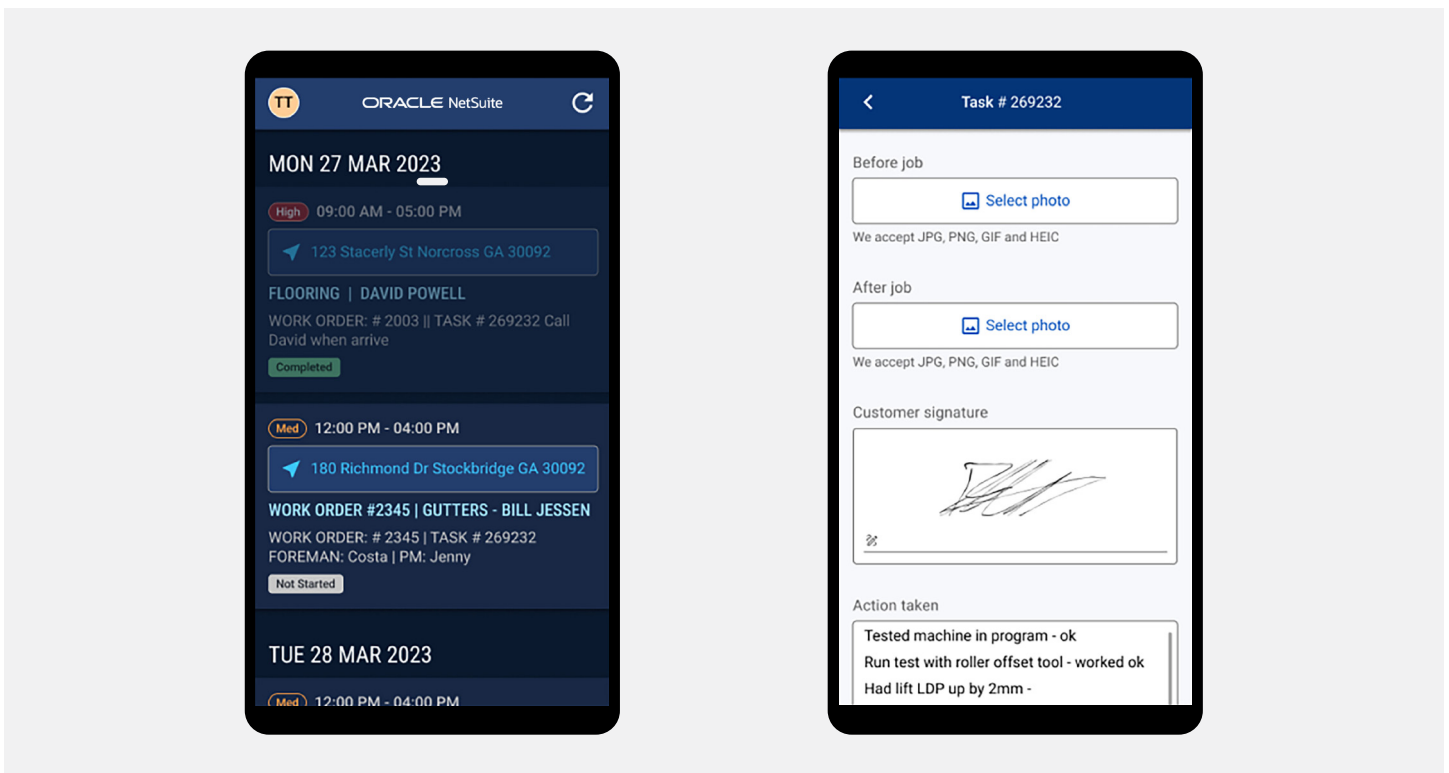 TT
ORACLE NetSuite
MON 27 MAR 2023
High 09:00 AM - 05:00 PM
123 Stacerly St Norcross GA 30092
FLOORING | DAVID POWELL
WORK ORDER: # 2003 || TASK # 269232 Call
David when arrive
Completed
Med 12:00 PM - 04:00 PM
180 Richmond Dr Stockbridge GA 30092
WORK ORDER #2345 | GUTTERS - BILL JESSEN
WORK ORDER: # 2345 | TASK # 269232
FOREMAN: Costa | PM: Jenny
Not Started
TUE 28 MAR 2023
Med 12:00 PM - 04:00 PM
Task # 269232
Before job
Select photo
We accept JPG, PNG, GIF and HEIC
After job
Select photo
We accept JPG, PNG, GIF and HEIC
Customer signature
Action taken
Tested machine in program - ok
Run test with roller offset tool - worked ok
Had lift LDP up by 2mm -